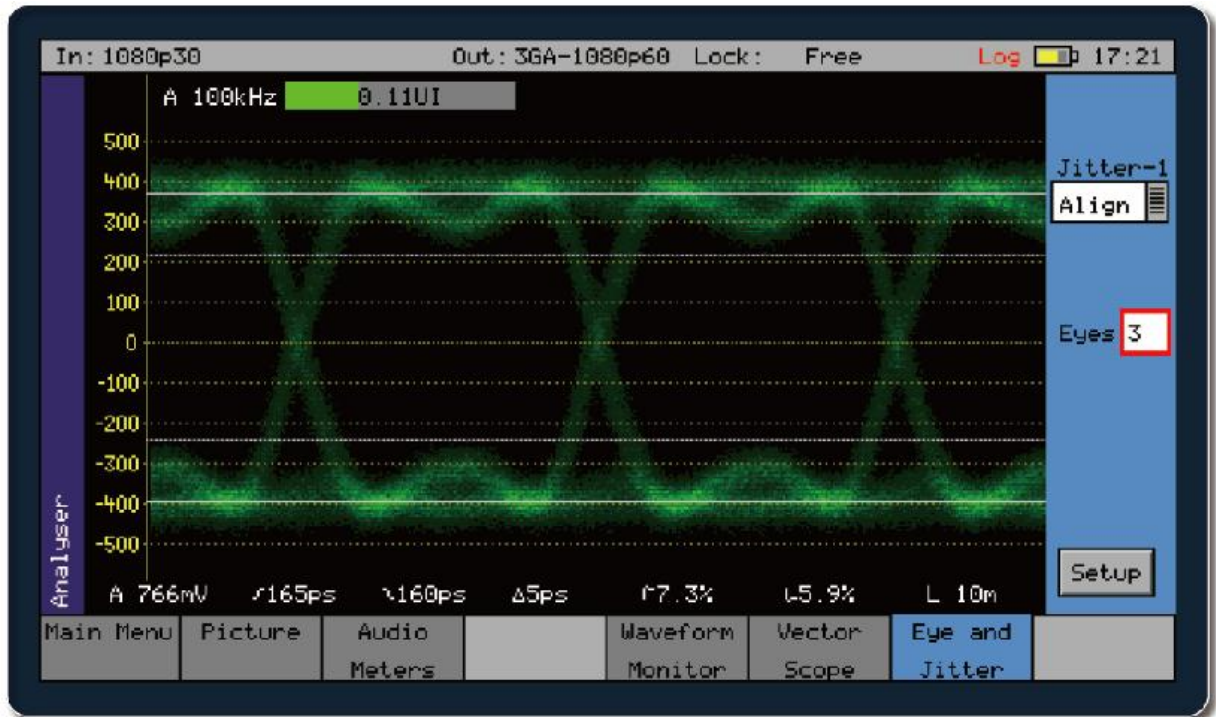 In: 1080p30 Out: 3GA-1080p60 Lock: Free Log 17:21
A 100kHz 0.11UI
500
400
300
200
100
0
-100
-200
-300
-400
-500
Analyser
Jitter-1
Align
Eyes 3
Setup
A 766mV 165ps 160ps Δ5ps 7.3% 5.9% L 10m
Main Menu Picture Audio Meters Waveform Monitor Vector Scope Eye and Jitter